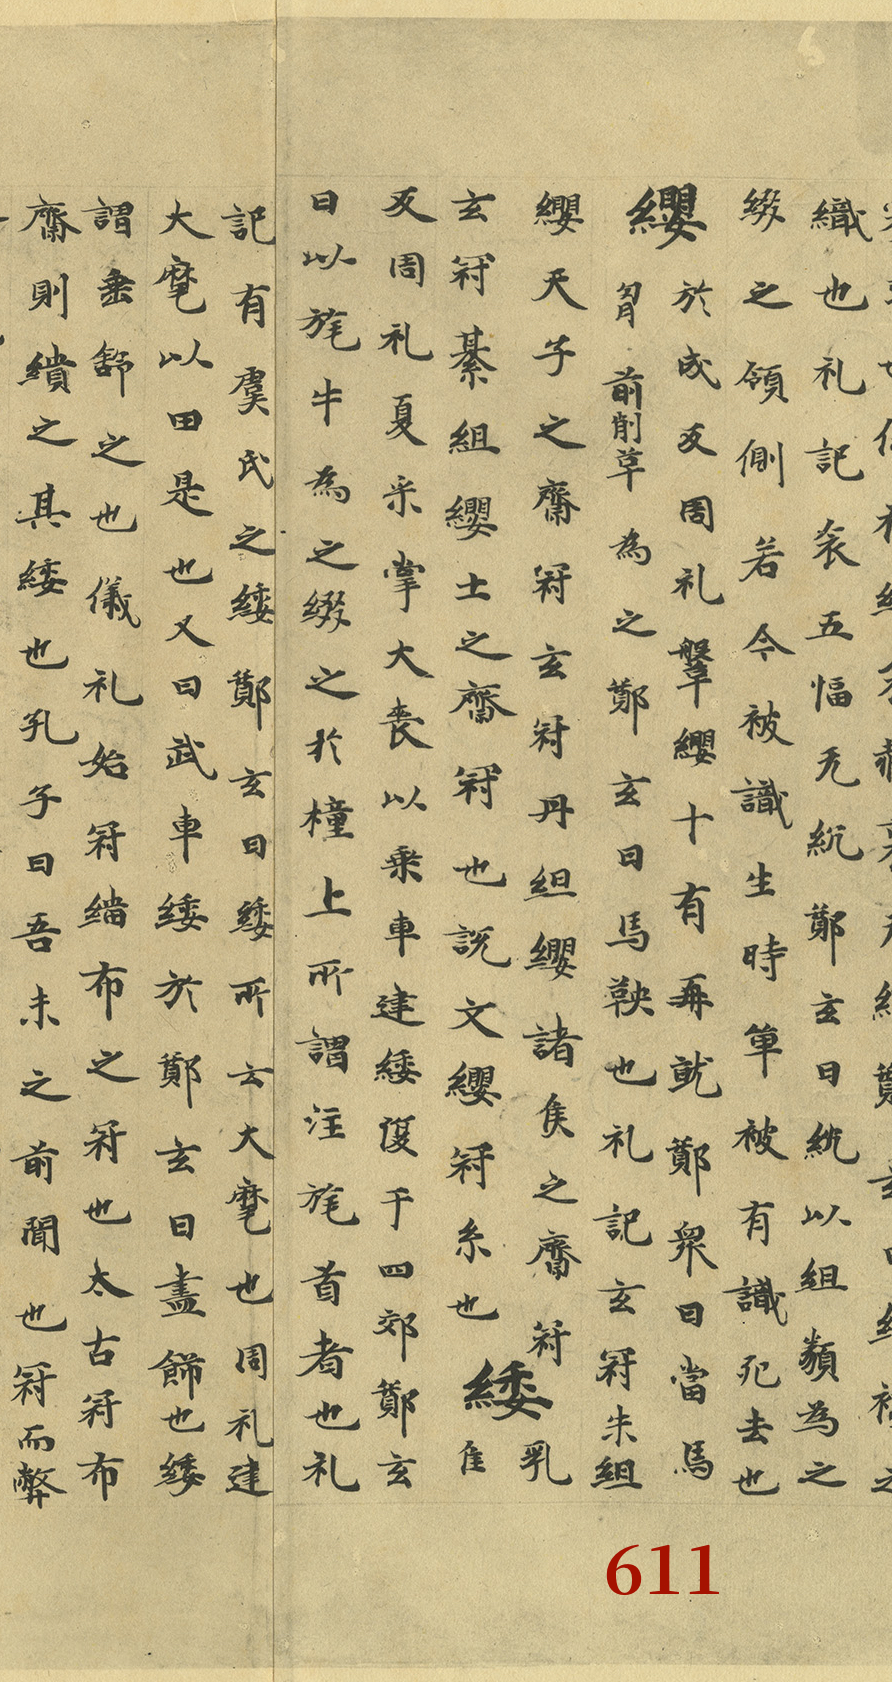 織也礼記衾五幅无紞鄭玄曰紞以組類為之
綴之領側若今被識生時箄被有識死去也
纓
於成反周礼鞶纓十有再就鄭衆曰當馬
胷前削革為之鄭玄曰馬鞅也礼記玄冠朱組
纓天子之齋冠玄冠丹組纓諸侯之齋冠
玄冠綦組纓士之齋冠也說文纓冠系也
緌
乳
隹
反周礼夏采掌大喪以乘車建緌復于四郊鄭玄
曰以旄牛為之綴之於橦上所謂注旄首者也礼
記有虞氏之緌鄭玄曰緌所云大麾也周礼建
大麾以田是也又曰武車緌於鄭玄曰盡飾也緌
謂垂舒之也儀礼始冠緇布之冠也太古冠布
齋則繢之其緌也孔子曰吾未之前聞也冠而弊
611